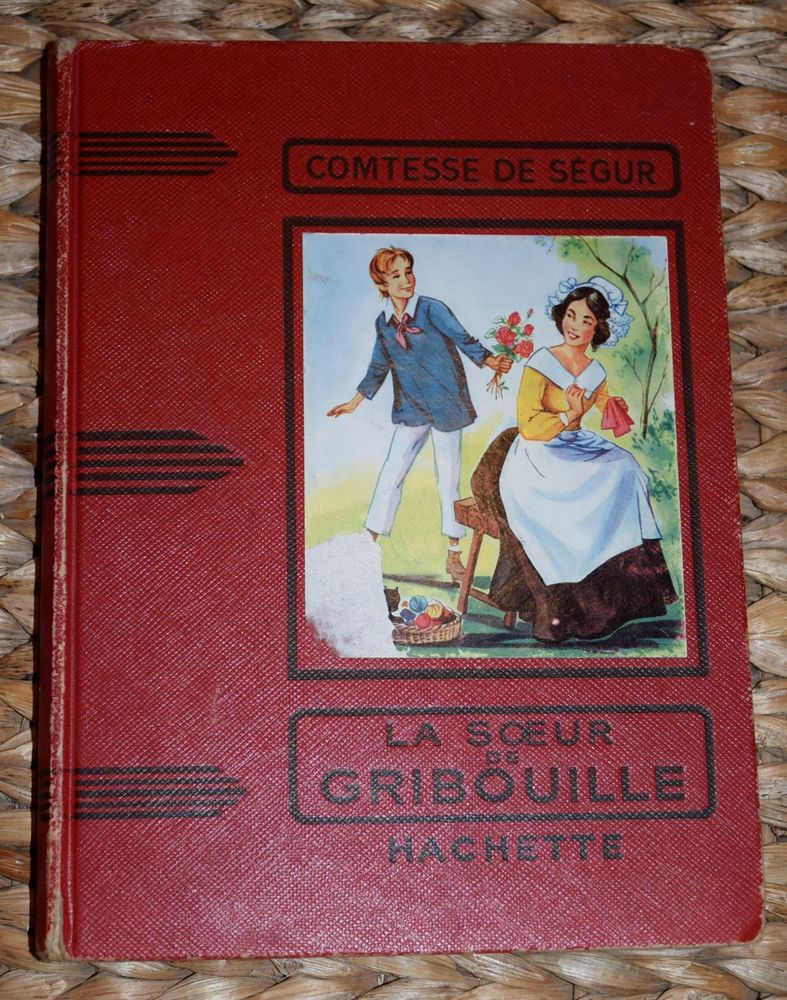 COMTESSE DE SÉGUR
LA SŒUR
DE
GRIBOUILLE
HACHETTE